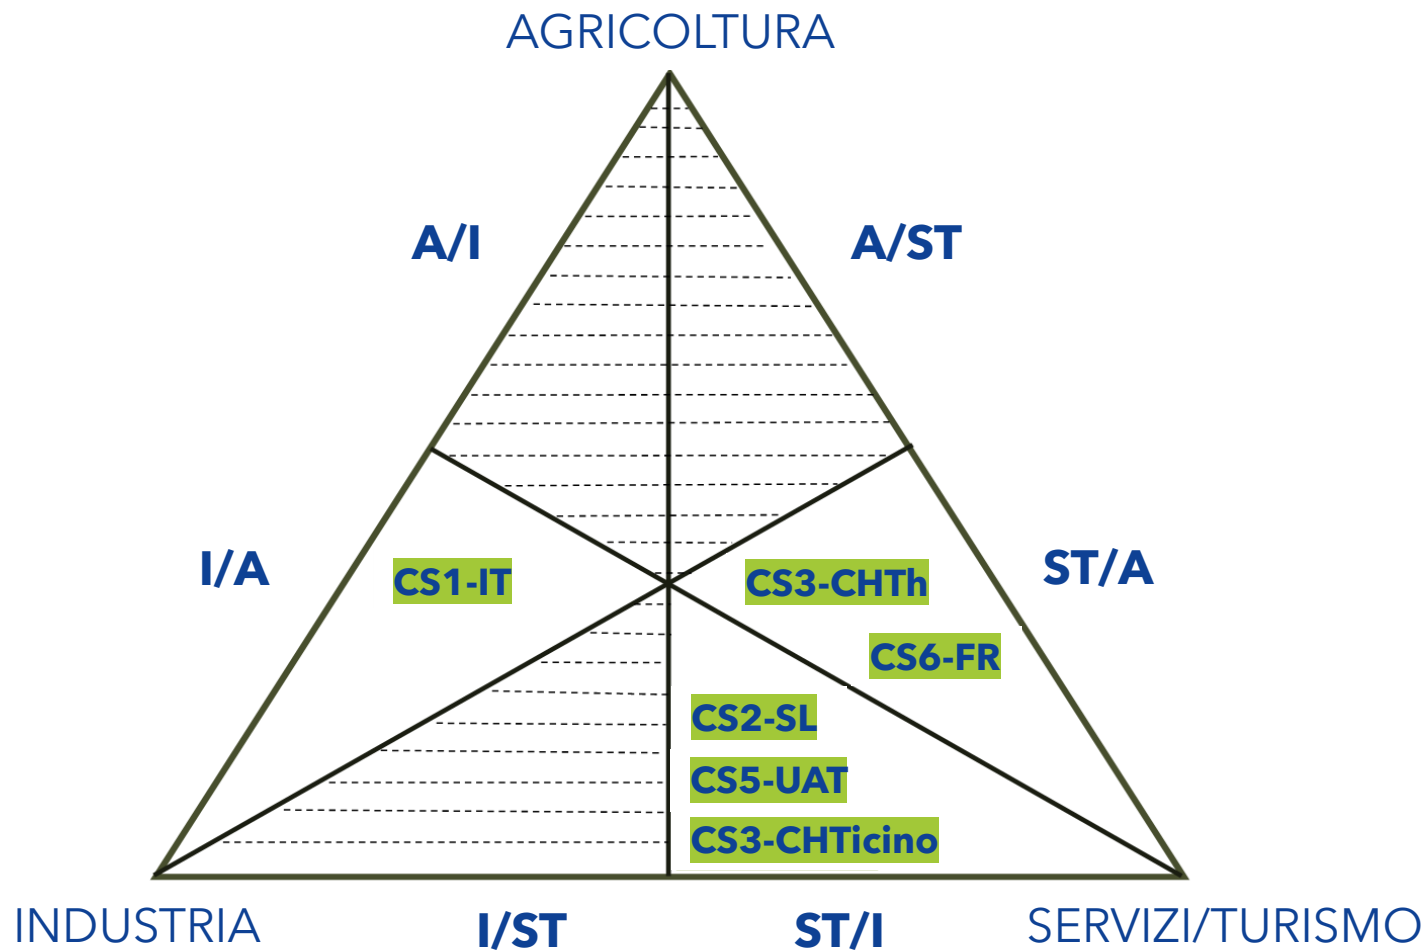 AGRICOLTURA
A/I
A/ST
I/A
CS1-IT
CS3-CHTh
ST/A
CS6-FR
CS2-SL
CS5-UAT
CS3-CHTicino
INDUSTRIA
I/ST
ST/I
SERVIZI/TURISMO